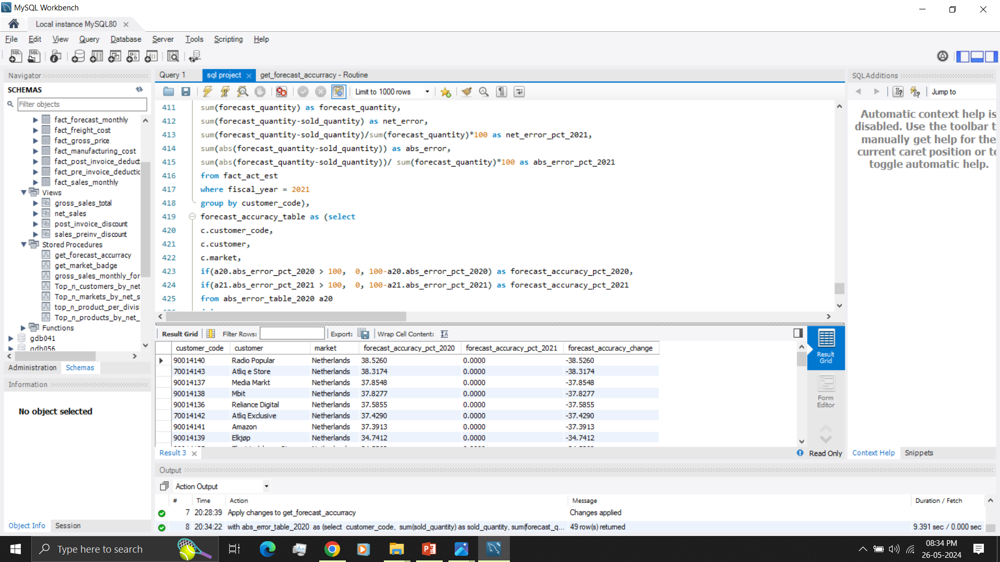 MySQL Workbench
Local instance MySQL80
File Edit View Query Database Server Tools Scripting Help
Navigator
SCHEMAS
Filter objects
fact_forecast_monthly
fact_freight_cost
fact_gross_price
fact_manufacturing_cost
fact_post_invoice_deduct
fact_pre_invoice_deductic
fact_sales_monthly
Views
gross_sales_total
net_sales
post_invoice_discount
sales_preinv_discount
Stored Procedures
get_forecast_accurracy
get_market_badge
gross_sales_monthly_for
Top_n_customers_by_net
Top_n_markets_by_net_s
top_n_product_per_divisi
Top_n_products_by_net_
Functions
gdb041
gdb056
Administration Schemas
Information
No object selected
Object Info Session
Query 1 sql project get_forecast_accurracy - Routine
Limit to 1000 rows
411 sum(forecast_quantity) as forecast_quantity,
412 sum(forecast_quantity-sold_quantity) as net_error,
413 sum(forecast_quantity-sold_quantity)/sum(forecast_quantity)*100 as net_error_pct_2021,
414 sum(abs(forecast_quantity-sold_quantity)) as abs_error,
415 sum(abs(forecast_quantity-sold_quantity))/ sum(forecast_quantity)*100 as abs_error_pct_2021
416 from fact_act_est
417 where fiscal_year = 2021
418 group by customer_code),
419 forecast_accuracy_table as (select
420 c.customer_code,
421 c.customer,
422 c.market,
423 if(a20.abs_error_pct_2020 > 100, 0, 100-a20.abs_error_pct_2020) as forecast_accuracy_pct_2020,
424 if(a21.abs_error_pct_2021 > 100, 0, 100-a21.abs_error_pct_2021) as forecast_accuracy_pct_2021
425 from abs_error_table_2020 a20
Result Grid Filter Rows: Export: Wrap Cell Content:
customer_code customer market forecast_accuracy_pct_2020 forecast_accuracy_pct_2021 forecast_accuracy_change
90014140 Radio Popular Netherlands 38.5260 0.0000 -38.5260
70014143 Atliq e Store Netherlands 38.3174 0.0000 -38.3174
90014137 Media Markt Netherlands 37.8548 0.0000 -37.8548
90014138 Mbit Netherlands 37.8277 0.0000 -37.8277
90014136 Reliance Digital Netherlands 37.5855 0.0000 -37.5855
70014142 Atliq Exclusive Netherlands 37.4290 0.0000 -37.4290
90014141 Amazon Netherlands 37.3913 0.0000 -37.3913
90014139 Elkjøp Netherlands 34.7412 0.0000 -34.7412
Result Grid
Form Editor
Result 3
Read Only
Output
Action Output
# Time Action Message Duration / Fetch
7 20:28:39 Apply changes to get_forecast_accurracy Changes applied
8 20:34:22 with abs_error_table_2020 as (select customer_code, sum(sold_quantity) as sold_quantity, sum(forecast_q... 49 row(s) returned 9.391 sec / 0.000 sec
SQLAdditions
Jump to
Automatic context help is
disabled. Use the toolbar t
manually get help for the
current caret position or to
toggle automatic help.
Context Help Snippets
Type here to search
08:34 PM
26-05-2024